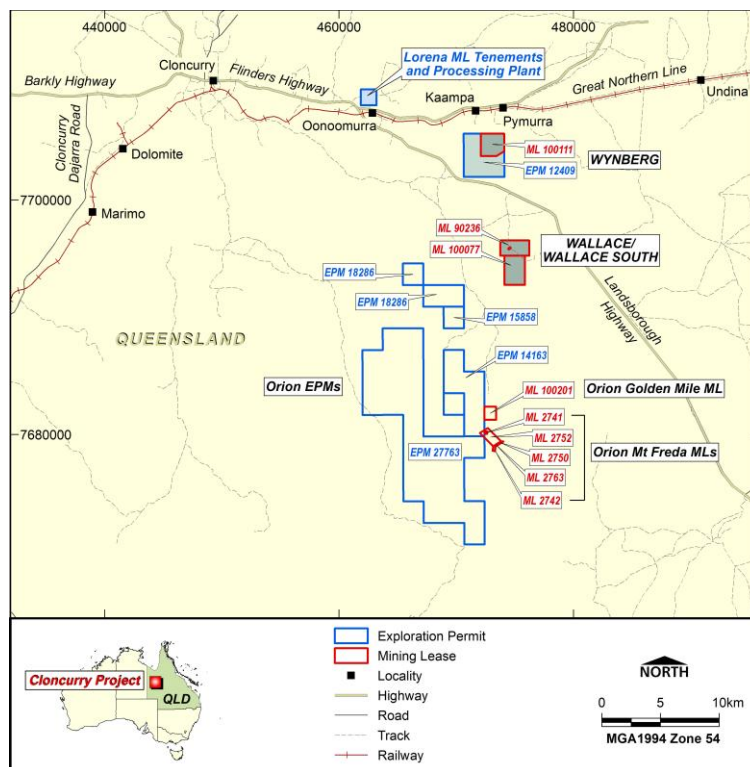 440000
460000
480000
Cloncurry
Lorena ML Tenements
and Processing Plant
Barkly Highway
Flinders Highway
Great Northern Line
Undina
Kaampa
Oonoomurra
Pymurra
Cloncurry
Dajarra Road
Dolomite
ML 100111
WYNBERG
EPM 12409
7700000
Marimo
ML 90236
WALLACE/
WALLACE SOUTH
ML 100077
EPM 18286
EPM 18286
Landsborough
Highway
EPM 15858
QUEENSLAND
EPM 14163
Orion EPMs
ML 100201
Orion Golden Mile ML
ML 2741
7680000
ML 2752
EPM 27763
ML 2750
Orion Mt Freda MLs
ML 2763
ML 2742
Cloncurry Project
QLD
Exploration Permit
Mining Lease
Locality
Highway
Road
Track
Railway
NORTH
0 5 10km
MGA1994 Zone 54